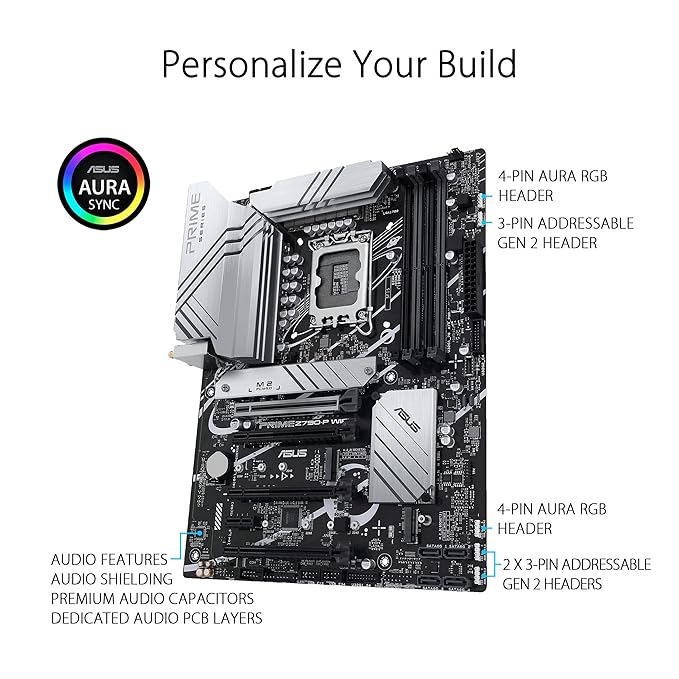 Personalize Your Build
ASUS
AURA
SYNC
4-PIN AURA RGB
HEADER
3-PIN ADDRESSABLE
GEN 2 HEADER
PRIME
SERIES
LGA1700
M.2
PRIME Z790-P WIFI
ASUS
ASUS
4-PIN AURA RGB
HEADER
2 X 3-PIN ADDRESSABLE
GEN 2 HEADERS
AUDIO FEATURES
AUDIO SHIELDING
PREMIUM AUDIO CAPACITORS
DEDICATED AUDIO PCB LAYERS